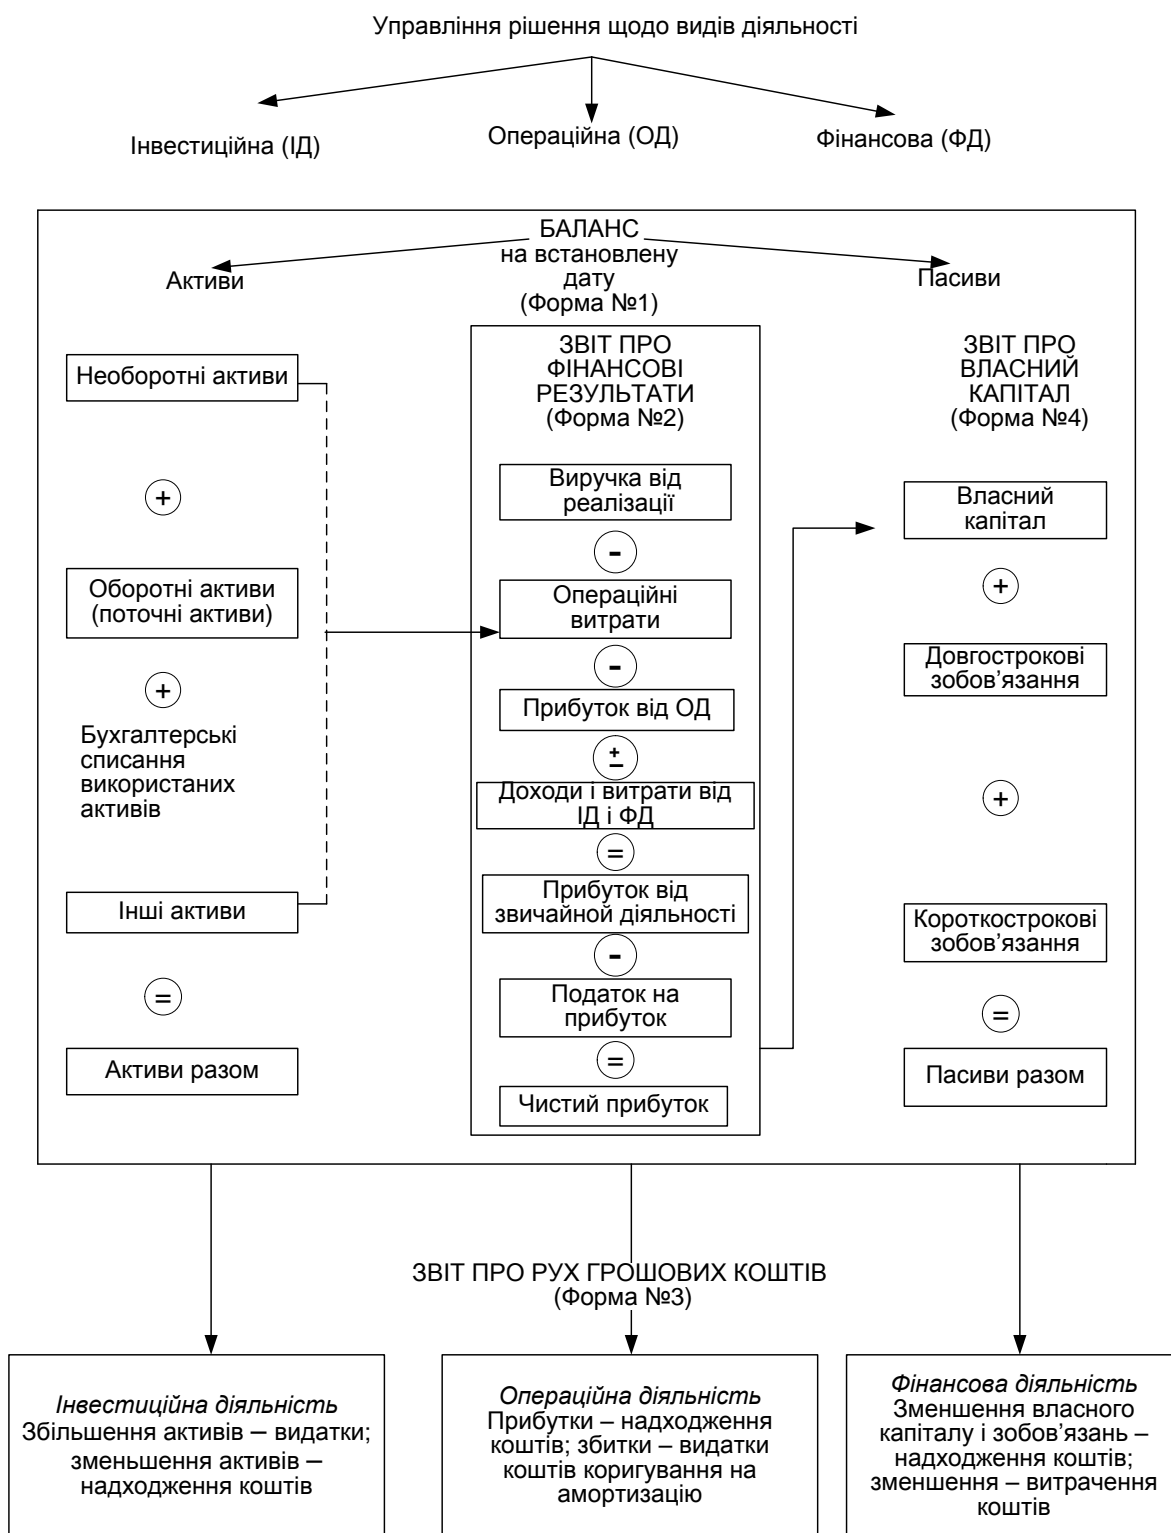 Управління рішення щодо видів діяльності
Інвестиційна (ІД)
Операційна (ОД)
Фінансова (ФД)
БАЛАНС
на встановлену
дату
(Форма №1)
Активи
Пасиви
Необоротні активи
+
Оборотні активи
(поточні активи)
+
Бухгалтерські
списання
використаних
активів
Інші активи
=
Активи разом
ЗВІТ ПРО
ФІНАНСОВІ
РЕЗУЛЬТАТИ
(Форма №2)
Виручка від
реалізації
-
Операційні
витрати
-
Прибуток від ОД
±
Доходи і витрати від
ІД і ФД
=
Прибуток від
звичайної діяльності
-
Податок на
прибуток
=
Чистий прибуток
ЗВІТ ПРО
ВЛАСНИЙ
КАПІТАЛ
(Форма №4)
Власний
капітал
+
Довгострокові
зобов’язання
+
Короткострокові
зобов’язання
=
Пасиви разом
ЗВІТ ПРО РУХ ГРОШОВИХ КОШТІВ
(Форма №3)
Інвестиційна діяльність
Збільшення активів – видатки;
зменьшення активів –
надходження коштів
Операційна діяльність
Прибутки – надходження
коштів; збитки – видатки
коштів коригування на
амортизацію
Фінансова діяльність
Зменшення власного
капіталу і зобов’язань –
надходження коштів;
зменшення – витрачення
коштів